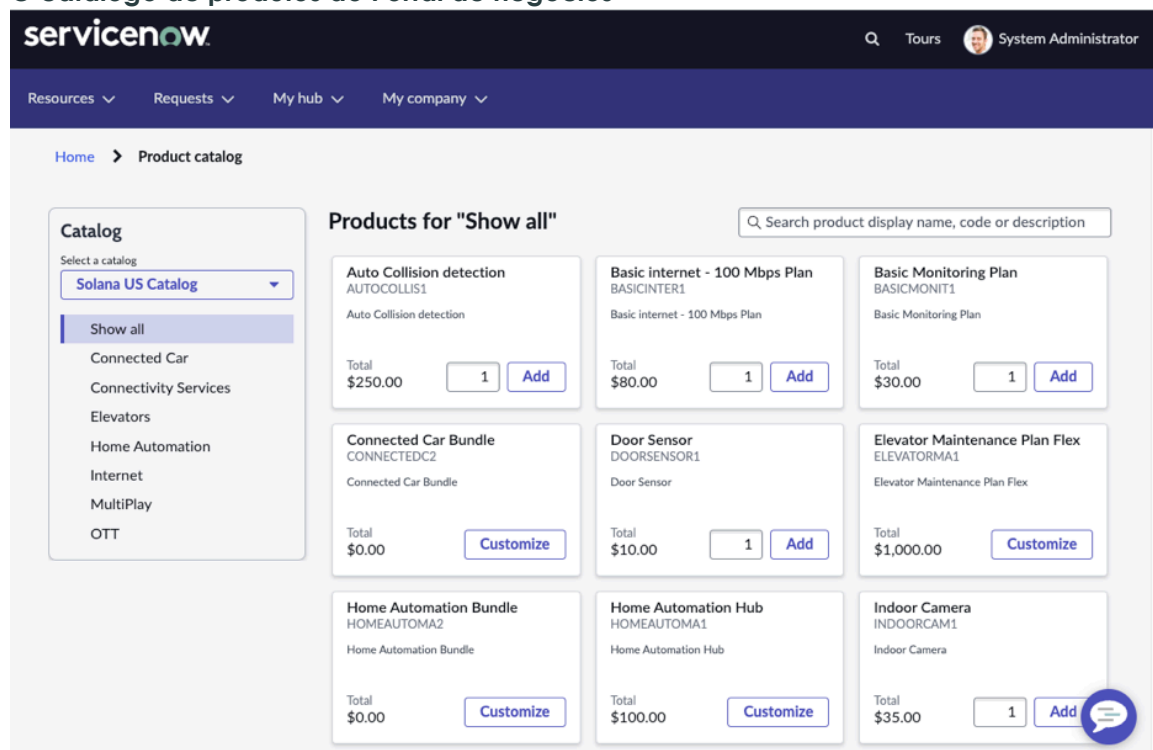 O Catálogo de produtos do Portal de negócios
servicenow
Tours
System Administrator
Resources
Requests
My hub
My company
Home
Product catalog
Catalog
Select a catalog
Solana US Catalog
Show all
Connected Car
Connectivity Services
Elevators
Home Automation
Internet
MultiPlay
OTT
Products for "Show all"
Search product display name, code or description
Auto Collision detection
AUTOCOLLIS1
Auto Collision detection
Total
$250.00
1
Add
Basic internet - 100 Mbps Plan
BASICINTER1
Basic internet - 100 Mbps Plan
Total
$80.00
1
Add
Basic Monitoring Plan
BASICMONIT1
Basic Monitoring Plan
Total
$30.00
1
Add
Connected Car Bundle
CONNECTEDC2
Connected Car Bundle
Total
$0.00
Customize
Door Sensor
DOORSENSOR1
Door Sensor
Total
$10.00
1
Add
Elevator Maintenance Plan Flex
ELEVATORMA1
Elevator Maintenance Plan Flex
Total
$1,000.00
Customize
Home Automation Bundle
HOMEAUTOMA2
Home Automation Bundle
Total
$0.00
Customize
Home Automation Hub
HOMEAUTOMA1
Home Automation Hub
Total
$100.00
Customize
Indoor Camera
INDOORCAM1
Indoor Camera
Total
$35.00
1
Add